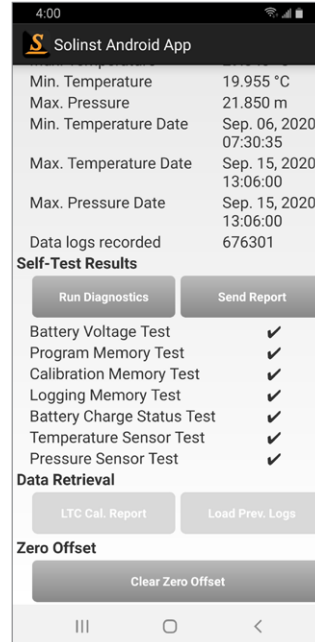 4:00
S Solinst Android App
Min. Temperature 19.955 °C
Max. Pressure 21.850 m
Min. Temperature Date Sep. 06, 2020
07:30:35
Max. Temperature Date Sep. 15, 2020
13:06:00
Max. Pressure Date Sep. 15, 2020
13:06:00
Data logs recorded 676301
Self-Test Results
Run Diagnostics Send Report
Battery Voltage Test ✔
Program Memory Test ✔
Calibration Memory Test ✔
Logging Memory Test ✔
Battery Charge Status Test ✔
Temperature Sensor Test ✔
Pressure Sensor Test ✔
Data Retrieval
LTC Cal. Report Load Prev. Logs
Zero Offset
Clear Zero Offset